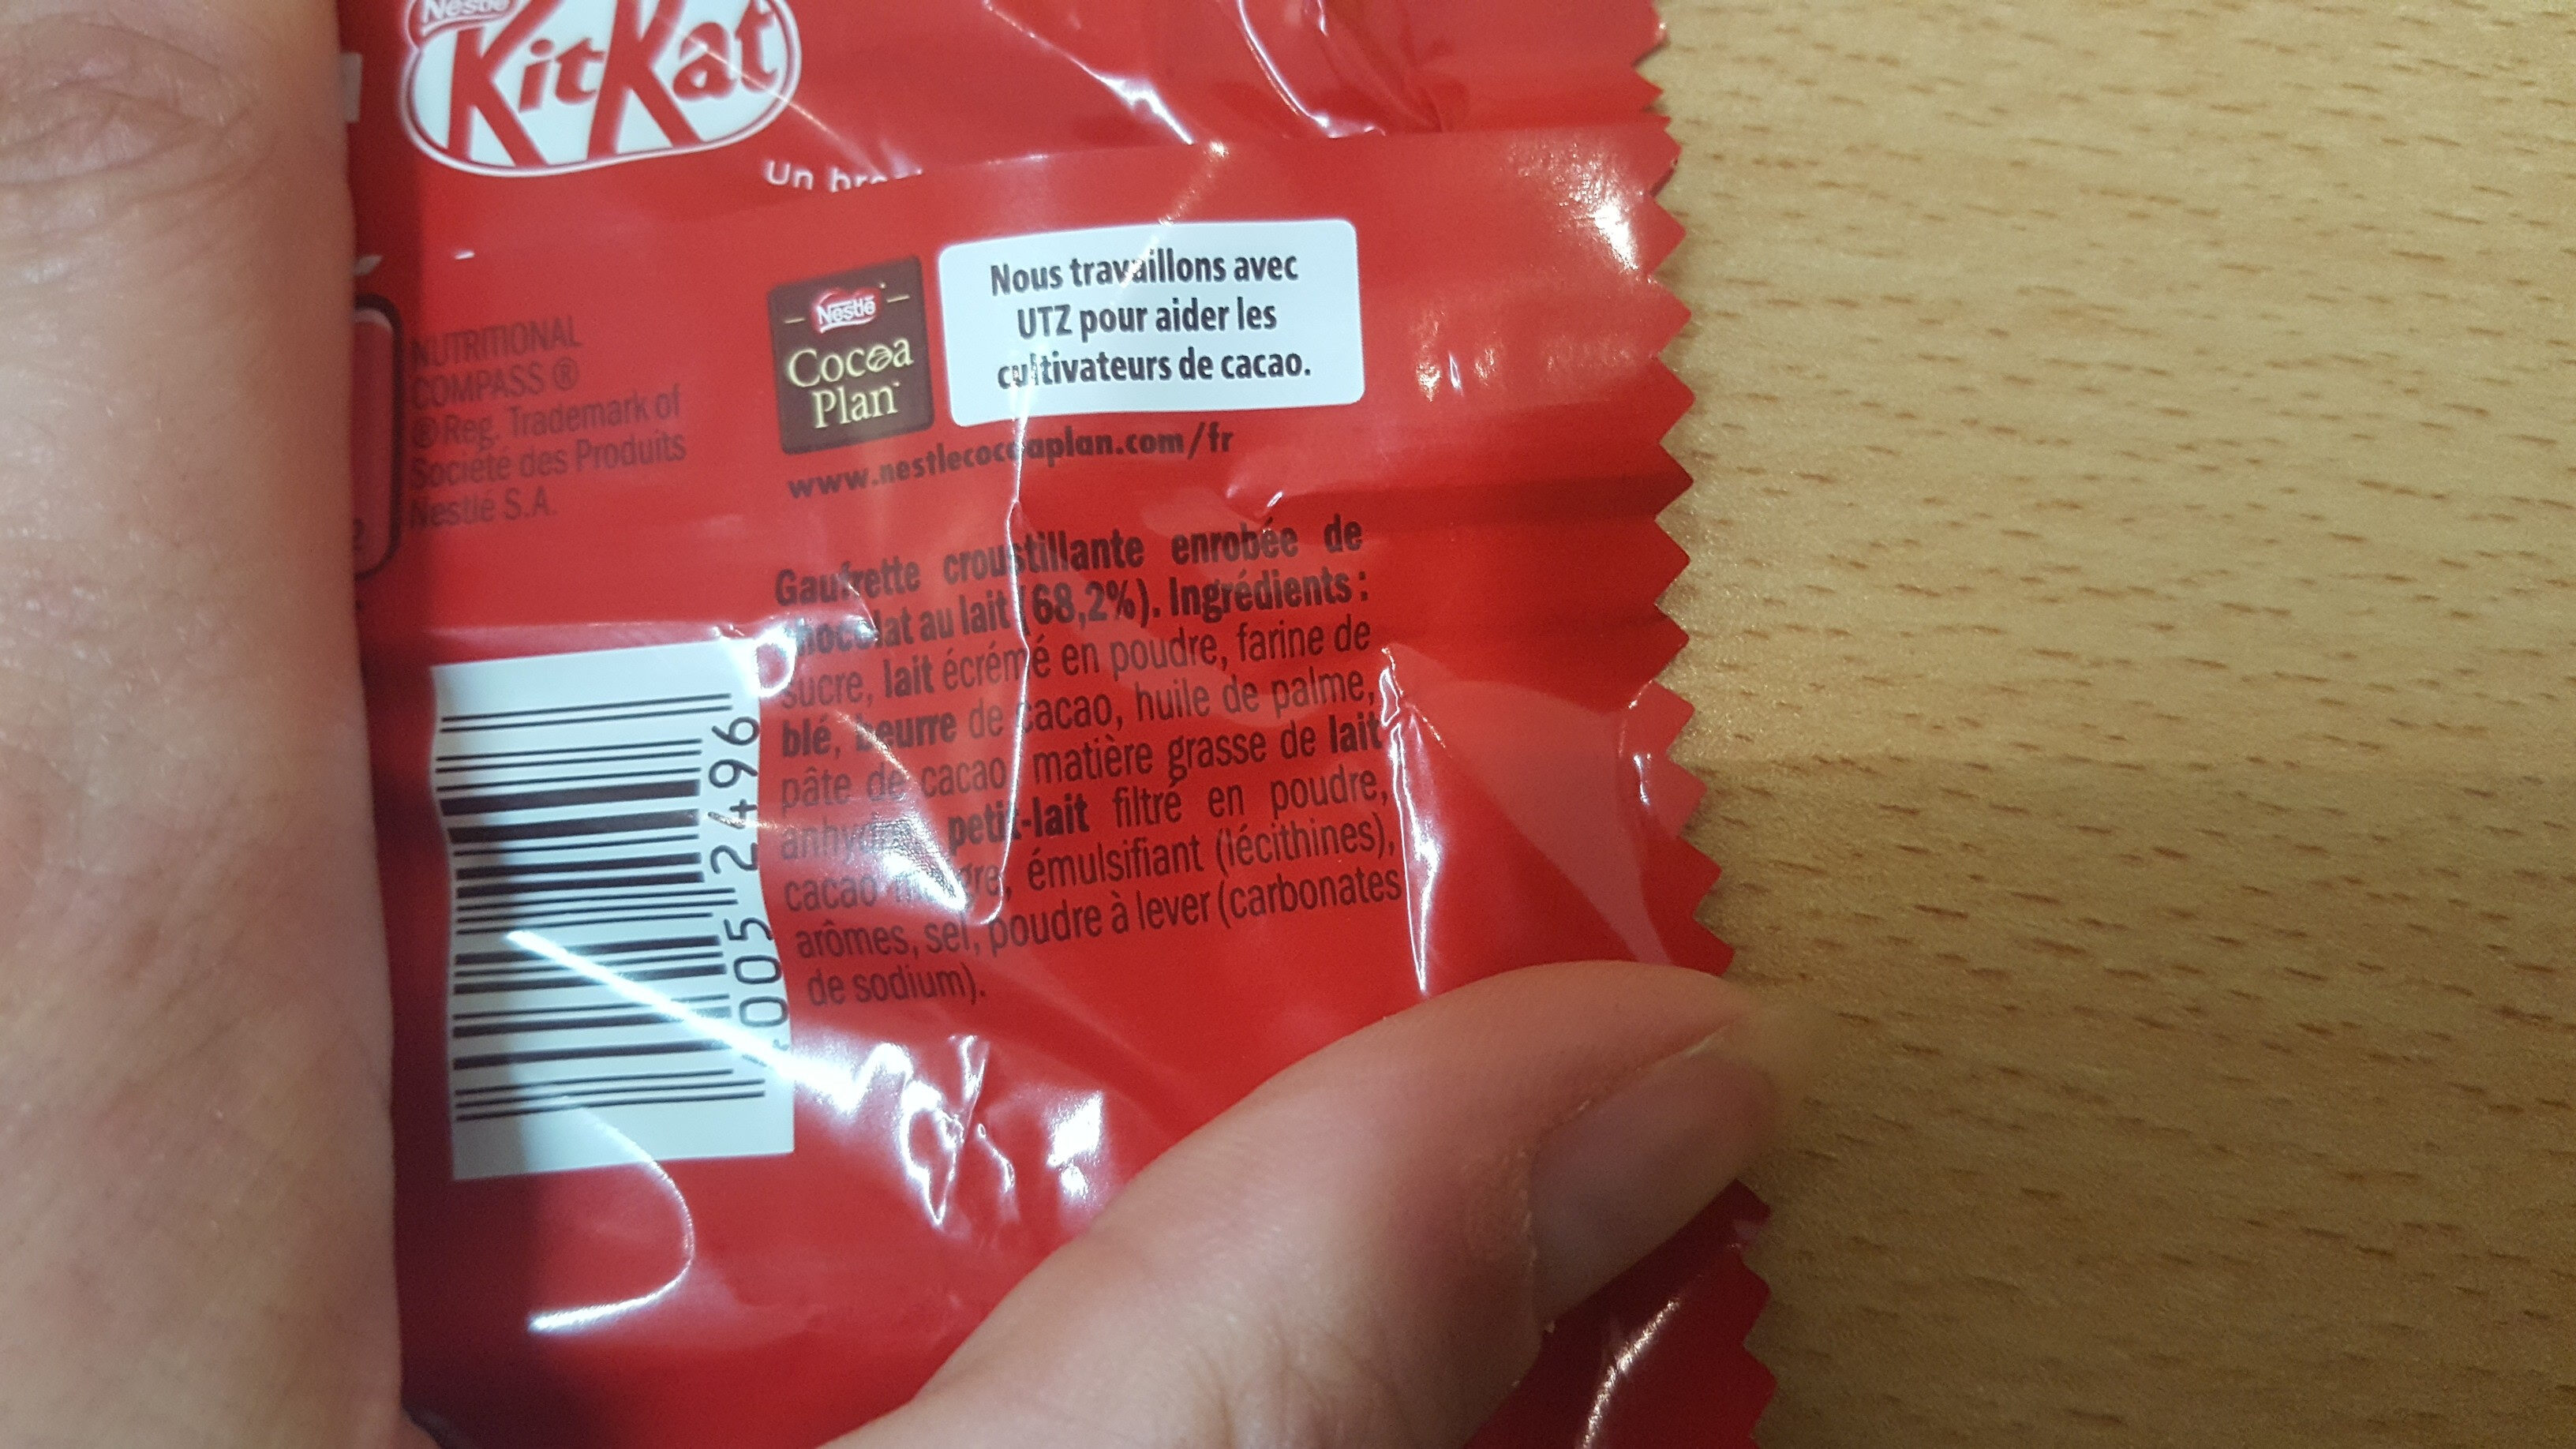 Nestlé
KitKat
Un
NUTRITIONAL
COMPASS ®
® Reg. Trademark of
Société des Produits
Nestlé S.A.
Nestlé
Cocoa
Plan
Nous travaillons avec
UTZ pour aider les
cultivateurs de cacao.
www.nestlecocoaplan.com/fr
Gaufrette croustillante enrobée de
chocolat au lait (68,2%). Ingrédients :
sucre, lait écrémé en poudre, farine de
blé, beurre de cacao, huile de palme,
pâte de cacao, matière grasse de lait
anhydre, petit-lait filtré en poudre,
cacao maigre, émulsifiant (lécithines),
arômes, sel, poudre à lever (carbonates
de sodium).
005 2496